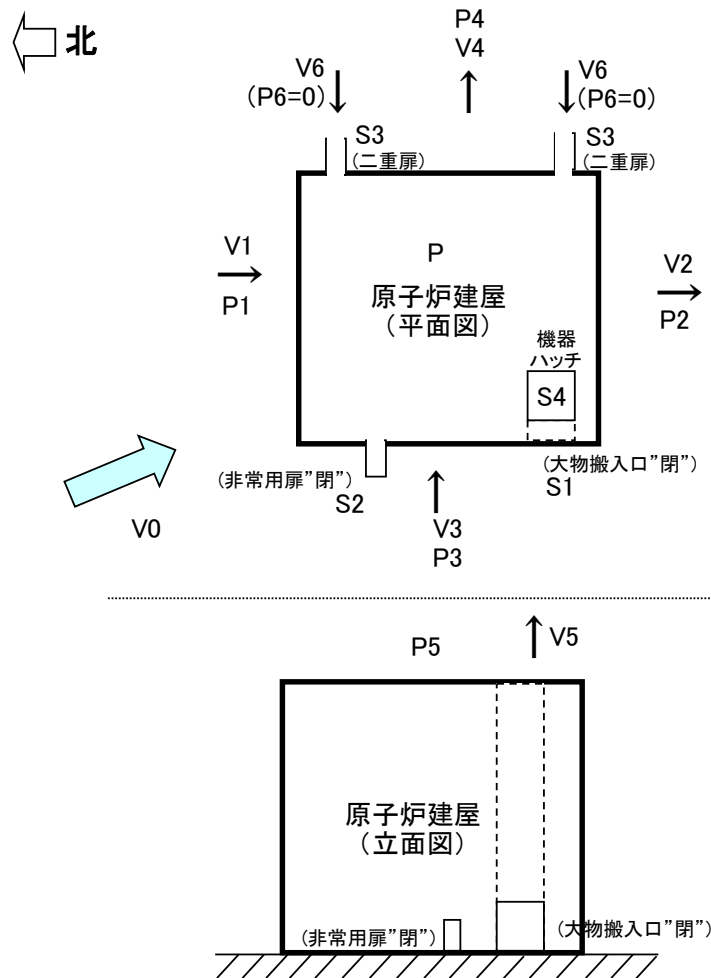 北
P4
V4
V6
(P6=0)
V6
(P6=0)
S3
(二重扉)
S3
(二重扉)
V1
P1
P
原子炉建屋
(平面図)
V2
P2
機器
ハッチ
S4
(非常用扉”閉”)
S2
(大物搬入口”閉”)
S1
V0
V3
P3
P5
V5
原子炉建屋
(立面図)
(非常用扉”閉”)
(大物搬入口”閉”)